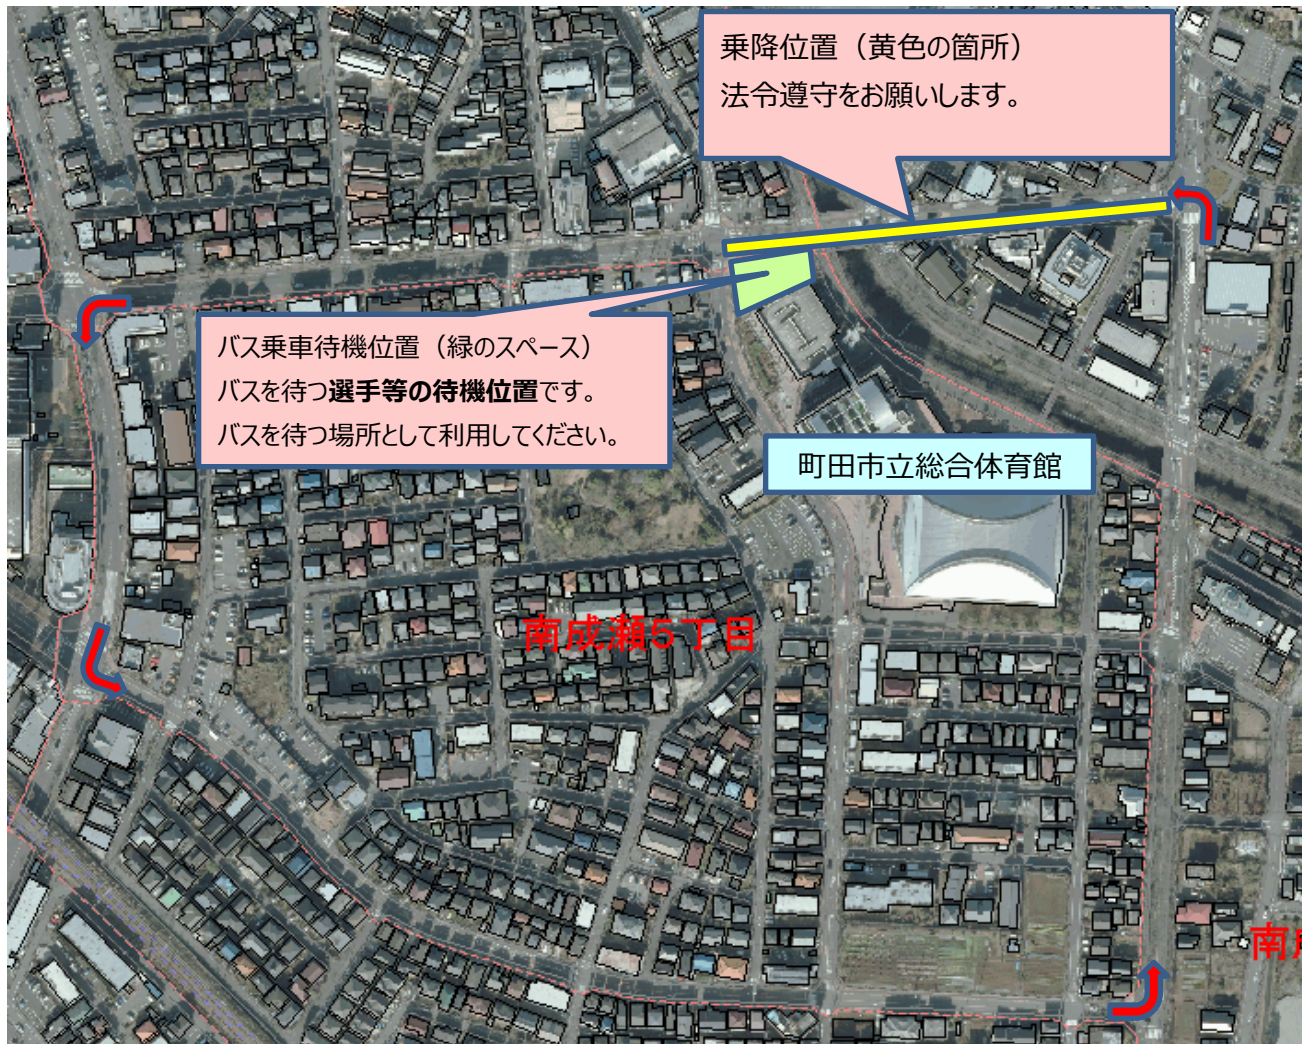 乗降位置（黄色の箇所）
法令遵守をお願いします。
バス乗車待機位置（緑のスペース）
バスを待つ選手等の待機位置です。
バスを待つ場所として利用してください。
町田市立総合体育館
南成瀬5丁目
南成